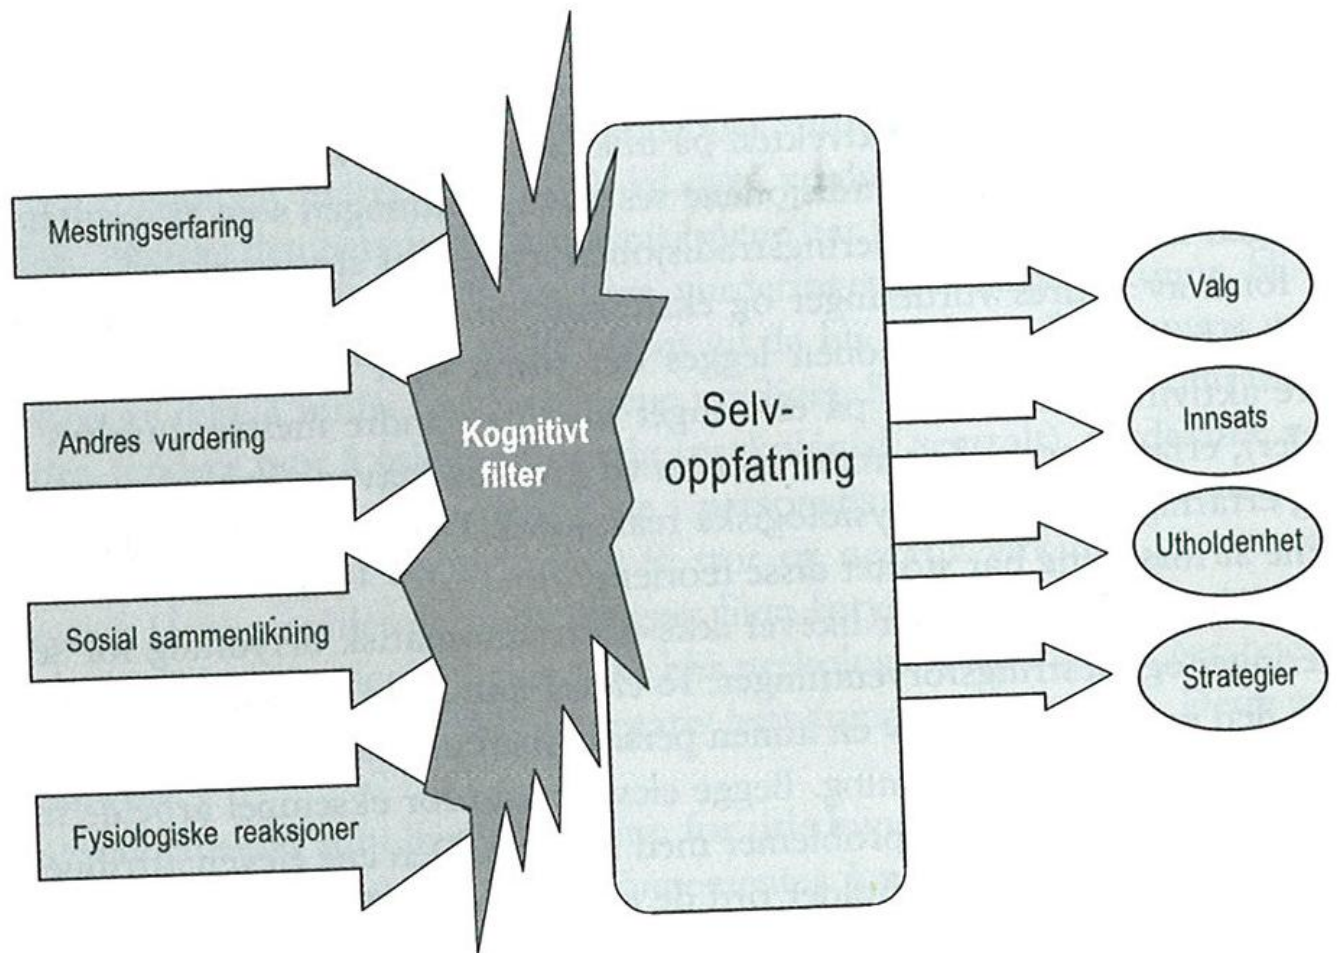 Mestringserfaring
Andres vurdering
Sosial sammenlikning
Fysiologiske reaksjoner
Kognitivt
filter
Selv-
oppfatning
Valg
Innsats
Utholdenhet
Strategier